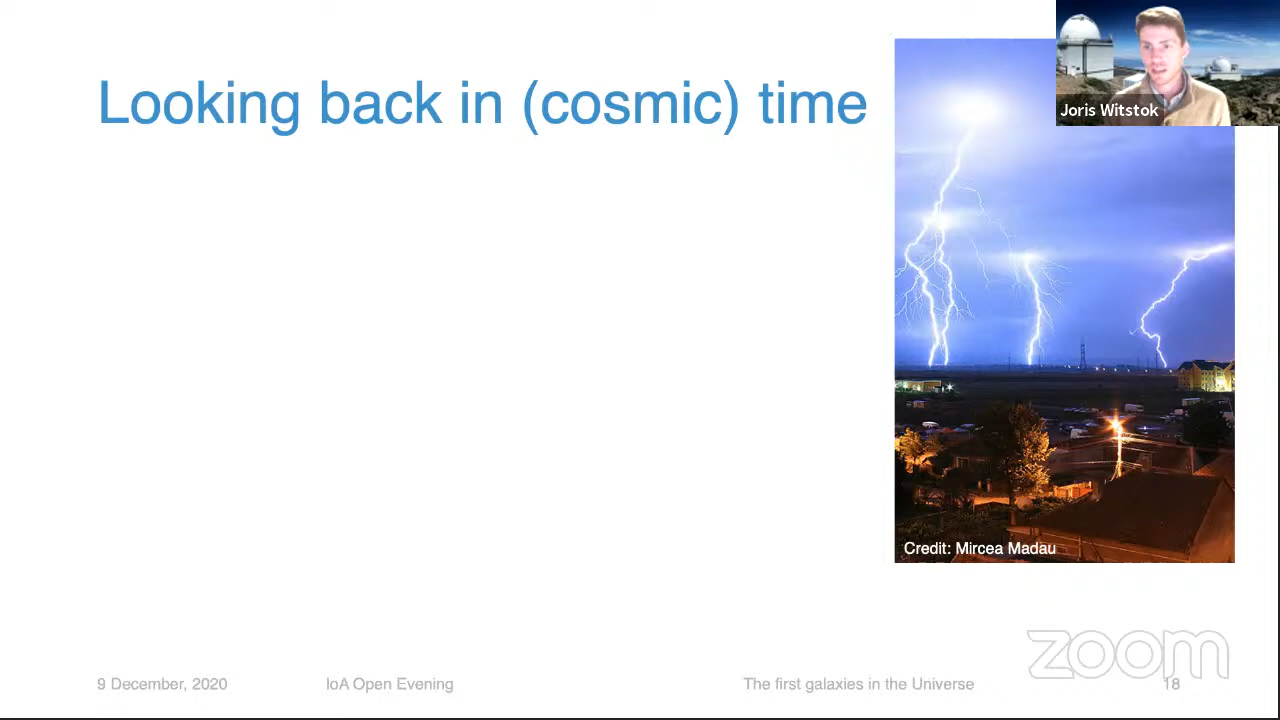 Looking back in (cosmic) time
Joris Witstok
Credit: Mircea Madau
zoom
9 December, 2020
IoA Open Evening
The first galaxies in the Universe
18